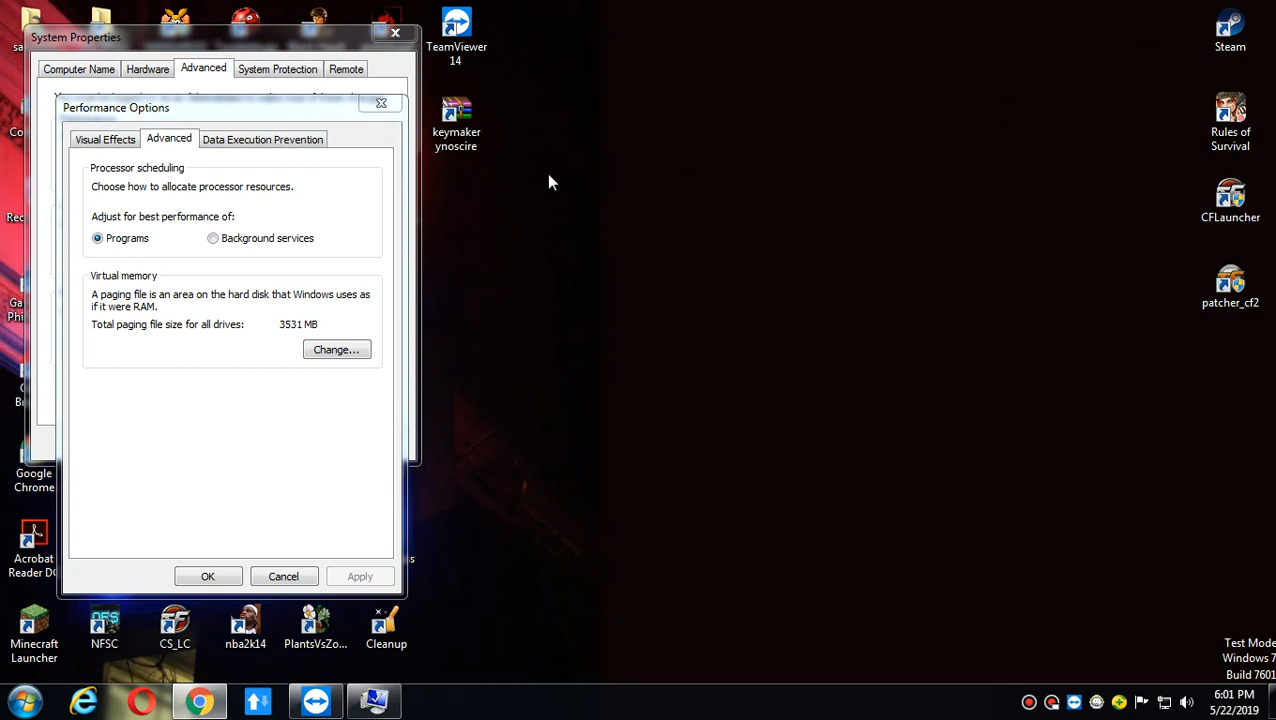 System Properties
Computer Name
Hardware
Advanced
System Protection
Remote
Performance Options
Visual Effects
Advanced
Data Execution Prevention
Processor scheduling
Choose how to allocate processor resources.
Adjust for best performance of:
Programs
Background services
Virtual memory
A paging file is an area on the hard disk that Windows uses as
if it were RAM.
Total paging file size for all drives: 3531 MB
Change...
OK
Cancel
Apply
TeamViewer
14
keymaker
ynoscire
Steam
Rules of
Survival
CFLauncher
patcher_cf2
Google
Chrome
Acrobat
Reader DC
Minecraft
Launcher
NFSC
CS_LC
nba2k14
PlantsVsZo...
Cleanup
Test Mode
Windows 7
Build 7601
6:01 PM
5/22/2019